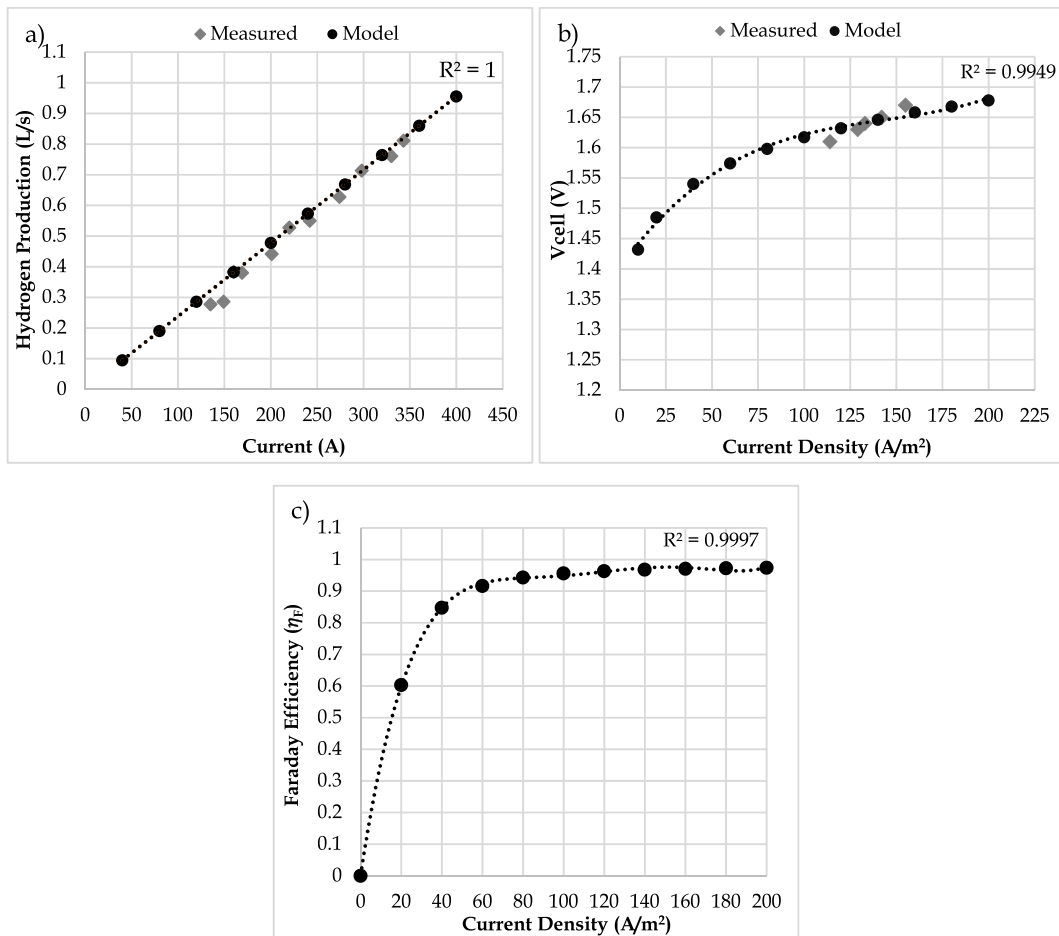 a)
Measured Model
R² = 1
Hydrogen Production (L/s)
1.1
1
0.9
0.8
0.7
0.6
0.5
0.4
0.3
0.2
0.1
0
0 50 100 150 200 250 300 350 400 450
Current (A)
b)
Measured Model
R² = 0.9949
Vcell (V)
1.75
1.7
1.65
1.6
1.55
1.5
1.45
1.4
1.35
1.3
1.25
1.2
0 25 50 75 100 125 150 175 200 225
Current Density (A/m²)
c)
R² = 0.9997
Faraday Efficiency (ηF)
1.1
1
0.9
0.8
0.7
0.6
0.5
0.4
0.3
0.2
0.1
0
0 20 40 60 80 100 120 140 160 180 200
Current Density (A/m²)